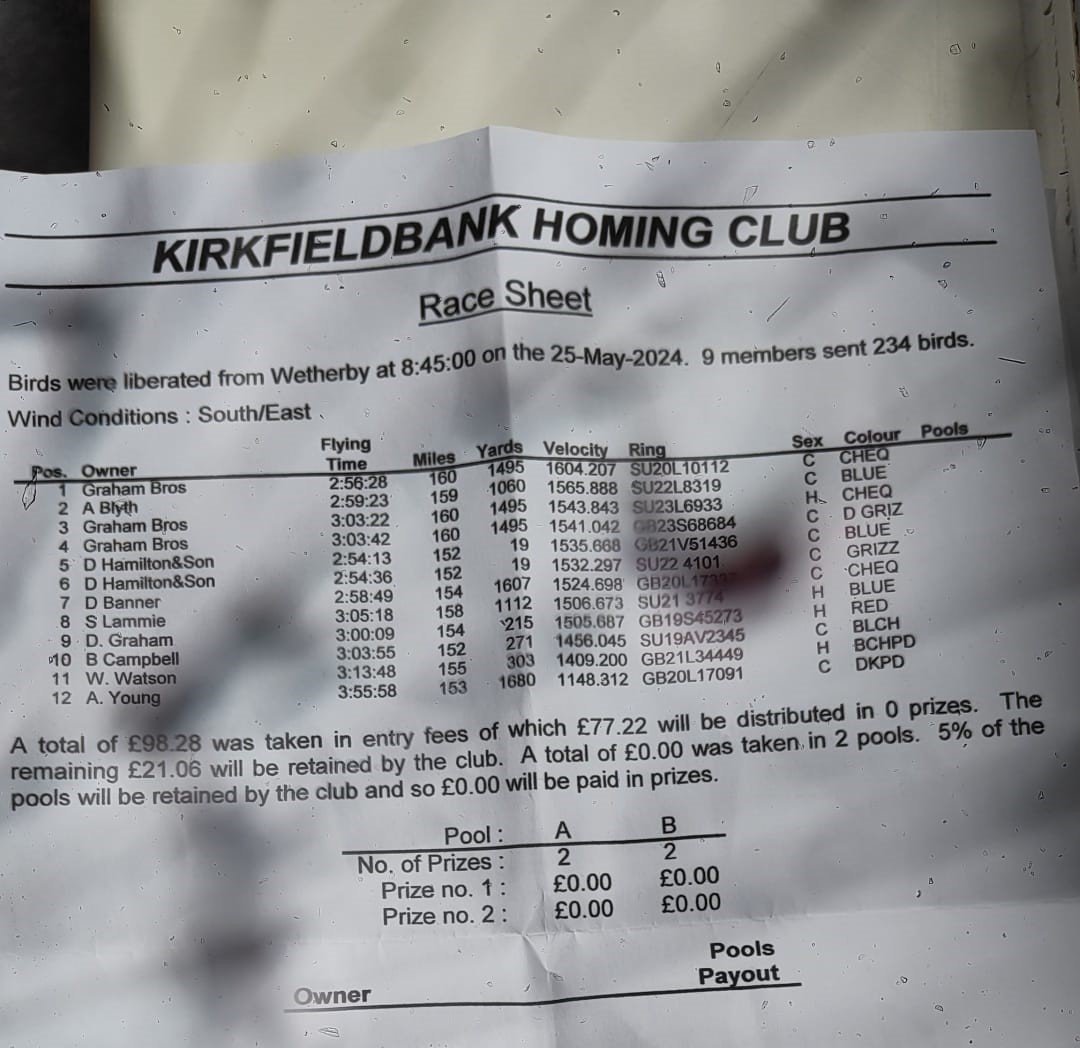 KIRKFIELDBANK HOMING CLUB
Race Sheet
Birds were liberated from Wetherby at 8:45:00 on the 25-May-2024. 9 members sent 234 birds.
Wind Conditions : South/East
Flying
Pos. Owner Time Miles Yards Velocity Ring Sex Colour Pools
1 Graham Bros 2:56:28 160 1495 1604.207 SU20L10112 C CHEQ
2 A Blyth 2:59:23 159 1060 1565.888 SU22L8319 C BLUE
3 Graham Bros 3:03:22 160 1495 1543.843 SU23L6933 H CHEQ
4 Graham Bros 3:03:42 160 1495 1541.042 GB23S68684 C D GRIZ
5 D Hamilton&Son 2:54:13 152 19 1535.668 GB21V51436 C BLUE
6 D Hamilton&Son 2:54:36 152 19 1532.297 SU22 4101 C GRIZZ
7 D Banner 2:58:49 154 1607 1524.698 C CHEQ
8 S Lammie 3:05:18 158 1112 1506.673 SU21 3774 H BLUE
9 D. Graham 3:00:09 154 215 1505.687 GB19S45273 H RED
10 B Campbell 3:03:55 152 271 1456.045 SU19AV2345 C BLCH
11 W. Watson 3:13:48 155 303 1409.200 GB21L34449 H BCHPD
12 A. Young 3:55:58 153 1680 1148.312 GB20L17091 C DKPD
A total of £98.28 was taken in entry fees of which £77.22 will be distributed in 0 prizes. The
remaining £21.06 will be retained by the club. A total of £0.00 was taken in 2 pools. 5% of the
pools will be retained by the club and so £0.00 will be paid in prizes.
Pool : A B
No. of Prizes : 2 2
Prize no. 1 : £0.00 £0.00
Prize no. 2 : £0.00 £0.00
Pools
Owner Payout